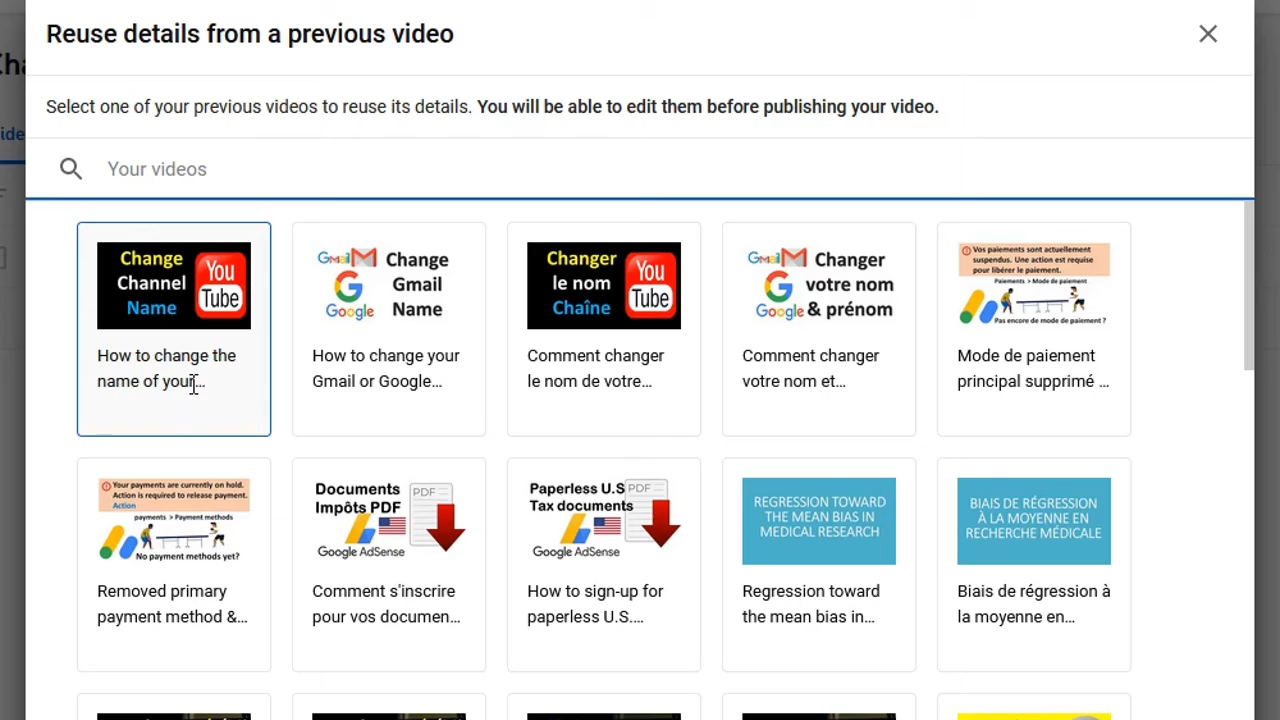 Reuse details from a previous video
Cha
Select one of your previous videos to reuse its details. You will be able to edit them before publishing your video.
ide
Your videos
Change
Channel
Name
You
Tube
How to change the
name of your...
Gmail
Google
Change
Gmail
Name
How to change your
Gmail or Google...
Changer
le nom
Chaîne
You
Tube
Comment changer
le nom de votre...
Gmail
Google
Changer
votre nom
& prénom
Comment changer
votre nom et...
Vos paiements sont actuellement
suspendus. Une action est requise
pour libérer le paiement.
Paiements > Mode de paiement
Pas encore de mode de paiement ?
Mode de paiement
principal supprimé ...
Your payments are currently on hold.
Action is required to release payment.
Action
payments > Payment methods
No payment methods yet?
Removed primary
payment method &...
Documents
Impôts PDF
PDF
Google AdSense
Comment s'inscrire
pour vos documen...
Paperless U.S
Tax documents
PDF
Google AdSense
How to sign-up for
paperless U.S....
REGRESSION TOWARD
THE MEAN BIAS IN
MEDICAL RESEARCH
Regression toward
the mean bias in...
BIAIS DE RÉGRESSION
À LA MOYENNE EN
RECHERCHE MÉDICALE
Biais de régression à
la moyenne en...